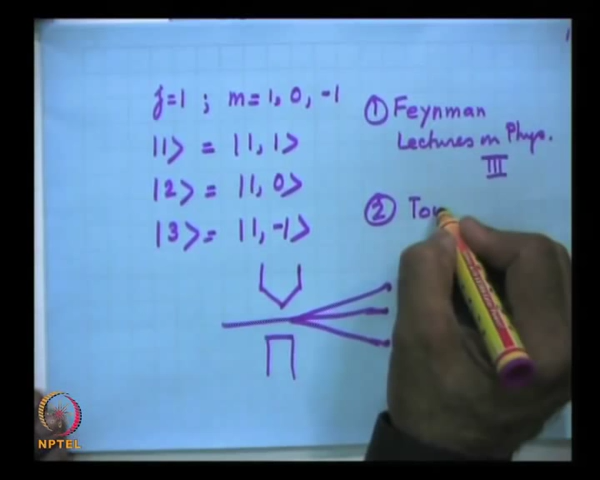 j=1 ; m=1, 0, -1
|1> = |1, 1>
|2> = |1, 0>
|3> = |1, -1>
① Feynman
Lectures on Phys.
III
② Tow
NPTEL